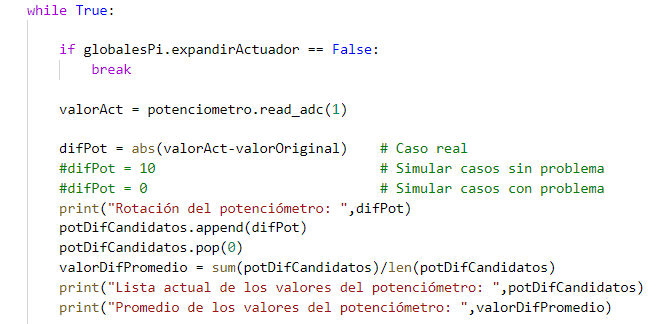 while True:
if globalesPi.expandirActuador == False:
break
valorAct = potenciometro.read_adc(1)
difPot = abs(valorAct-valorOriginal)    # Caso real
#difPot = 10    # Simular casos sin problema
#difPot = 0    # Simular casos con problema
print("Rotación del potenciómetro: ",difPot)
potDifCandidatos.append(difPot)
potDifCandidatos.pop(0)
valorDifPromedio = sum(potDifCandidatos)/len(potDifCandidatos)
print("Lista actual de los valores del potenciómetro: ",potDifCandidatos)
print("Promedio de los valores del potenciómetro: ",valorDifPromedio)